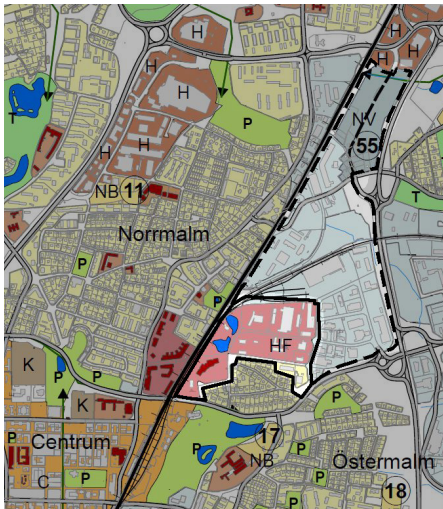 H
H
H
H
H
H
H
H
P
T
NV
55
NB 11
T
Norrmalm
P
P
HF
K
P
P
K
17
Centrum
P
P
NB
Östermalm
P
P
C
P
P
18